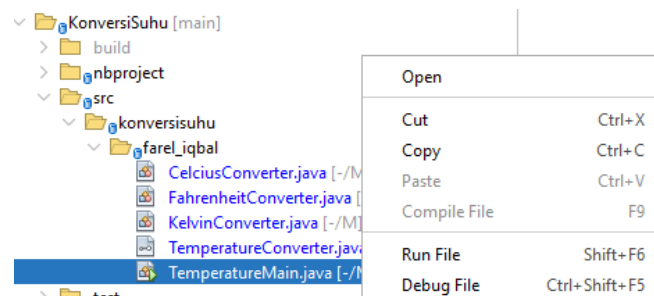 KonversiSuhu [main]
build
nbproject
src
konversisuhu
farel_iqbal
CelciusConverter.java [-/M
FahrenheitConverter.java [
KelvinConverter.java [-/M]
TemperatureConverter.java
TemperatureMain.java [-/M
test
Open
Cut Ctrl+X
Copy Ctrl+C
Paste Ctrl+V
Compile File F9
Run File Shift+F6
Debug File Ctrl+Shift+F5